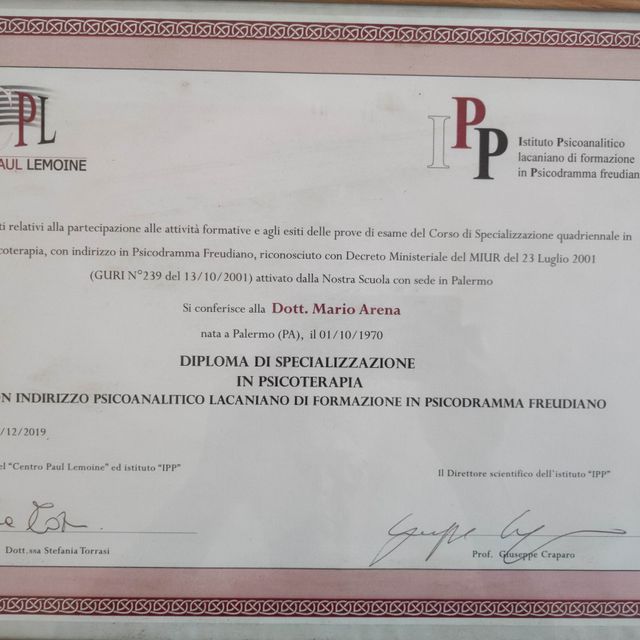 PL
PAUL LEMOINE
IPP
Istituto Psicoanalitico
lacaniano di formazione
in Psicodramma freudian
ti relativi alla partecipazione alle attività formative e agli esiti delle prove di esame del Corso di Specializzazione quadriennale in
coterapia, con indirizzo in Psicodramma Freudiano, riconosciuto con Decreto Ministeriale del MIUR del 23 Luglio 2001
(GURI N°239 del 13/10/2001) attivato dalla Nostra Scuola con sede in Palermo
Si conferisce alla Dott. Mario Arena
nata a Palermo (PA), il 01/10/1970
DIPLOMA DI SPECIALIZZAZIONE
IN PSICOTERAPIA
ON INDIRIZZO PSICOANALITICO LACANIANO DI FORMAZIONE IN PSICODRAMMA FREUDIANO
/12/2019
el "Centro Paul Lemoine" ed istituto "IPP"
Il Direttore scientifico dell'istituto "IPP"
Dott.ssa Stefania Torrasi
Prof. Giuseppe Craparo